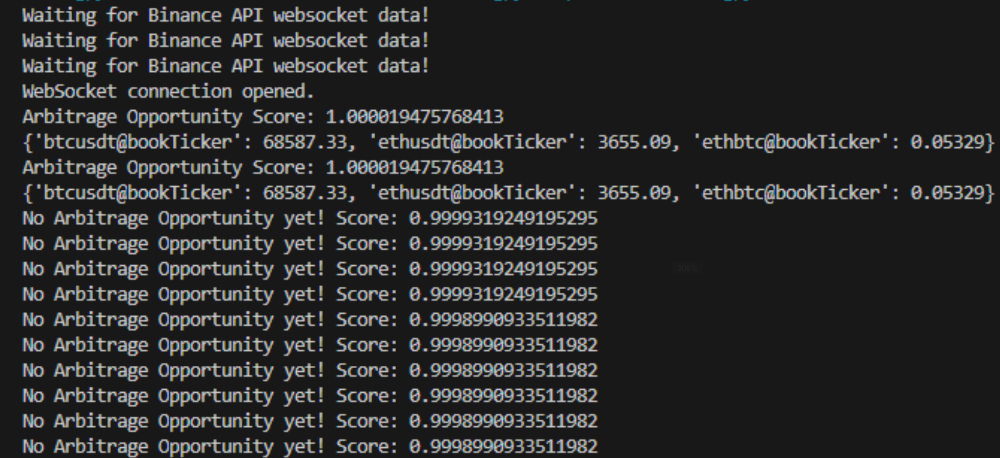 Waiting for Binance API websocket data!
Waiting for Binance API websocket data!
Waiting for Binance API websocket data!
WebSocket connection opened.
Arbitrage Opportunity Score: 1.000019475768413
{'btcusdt@bookTicker': 68587.33, 'ethusdt@bookTicker': 3655.09, 'ethbtc@bookTicker': 0.05329}
Arbitrage Opportunity Score: 1.000019475768413
{'btcusdt@bookTicker': 68587.33, 'ethusdt@bookTicker': 3655.09, 'ethbtc@bookTicker': 0.05329}
No Arbitrage Opportunity yet! Score: 0.9999319249195295
No Arbitrage Opportunity yet! Score: 0.9999319249195295
No Arbitrage Opportunity yet! Score: 0.9999319249195295
306%
No Arbitrage Opportunity yet! Score: 0.9999319249195295
No Arbitrage Opportunity yet! Score: 0.9998990933511982
No Arbitrage Opportunity yet! Score: 0.9998990933511982
No Arbitrage Opportunity yet! Score: 0.9998990933511982
No Arbitrage Opportunity yet! Score: 0.9998990933511982
No Arbitrage Opportunity yet! Score: 0.9998990933511982
No Arbitrage Opportunity yet! Score: 0.9998990933511982